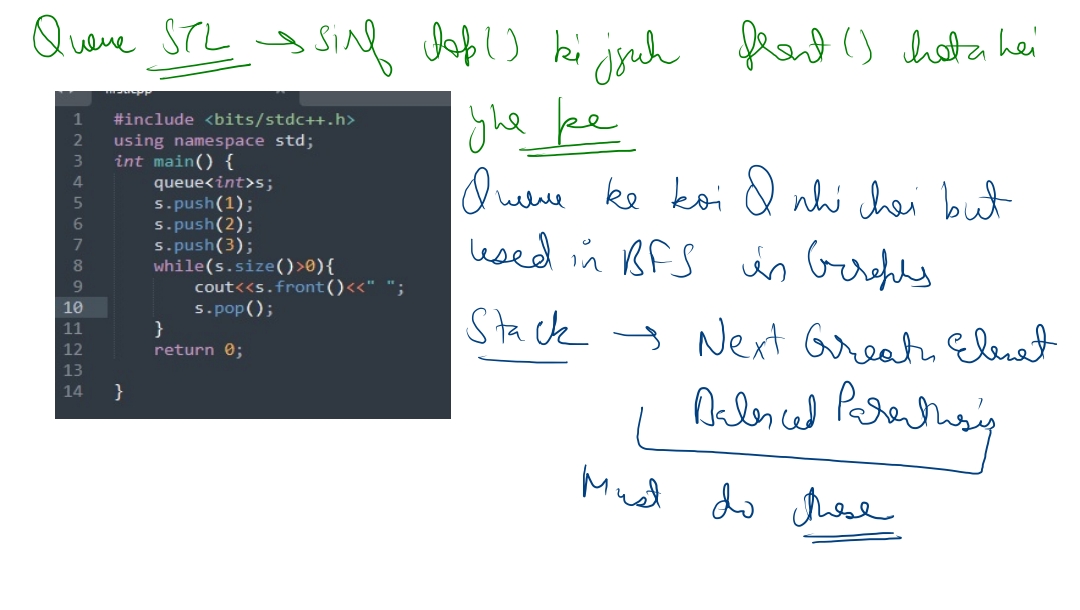 Queue STL → sirf top() ki jguh front() hota hei
yhe pe
#include <bits/stdc++.h>
using namespace std;
int main() {
queue<int>s;
s.push(1);
s.push(2);
s.push(3);
while(s.size()>0){
cout<<s.front()<<" ";
s.pop();
}
return 0;
}
1
2
3
4
5
6
7
8
9
10
11
12
13
14
Queue ke koi Q nhi hai but
used in BFS in Graphs
Stack → Next Greater Element
Balanced Parenthesis
Must do these